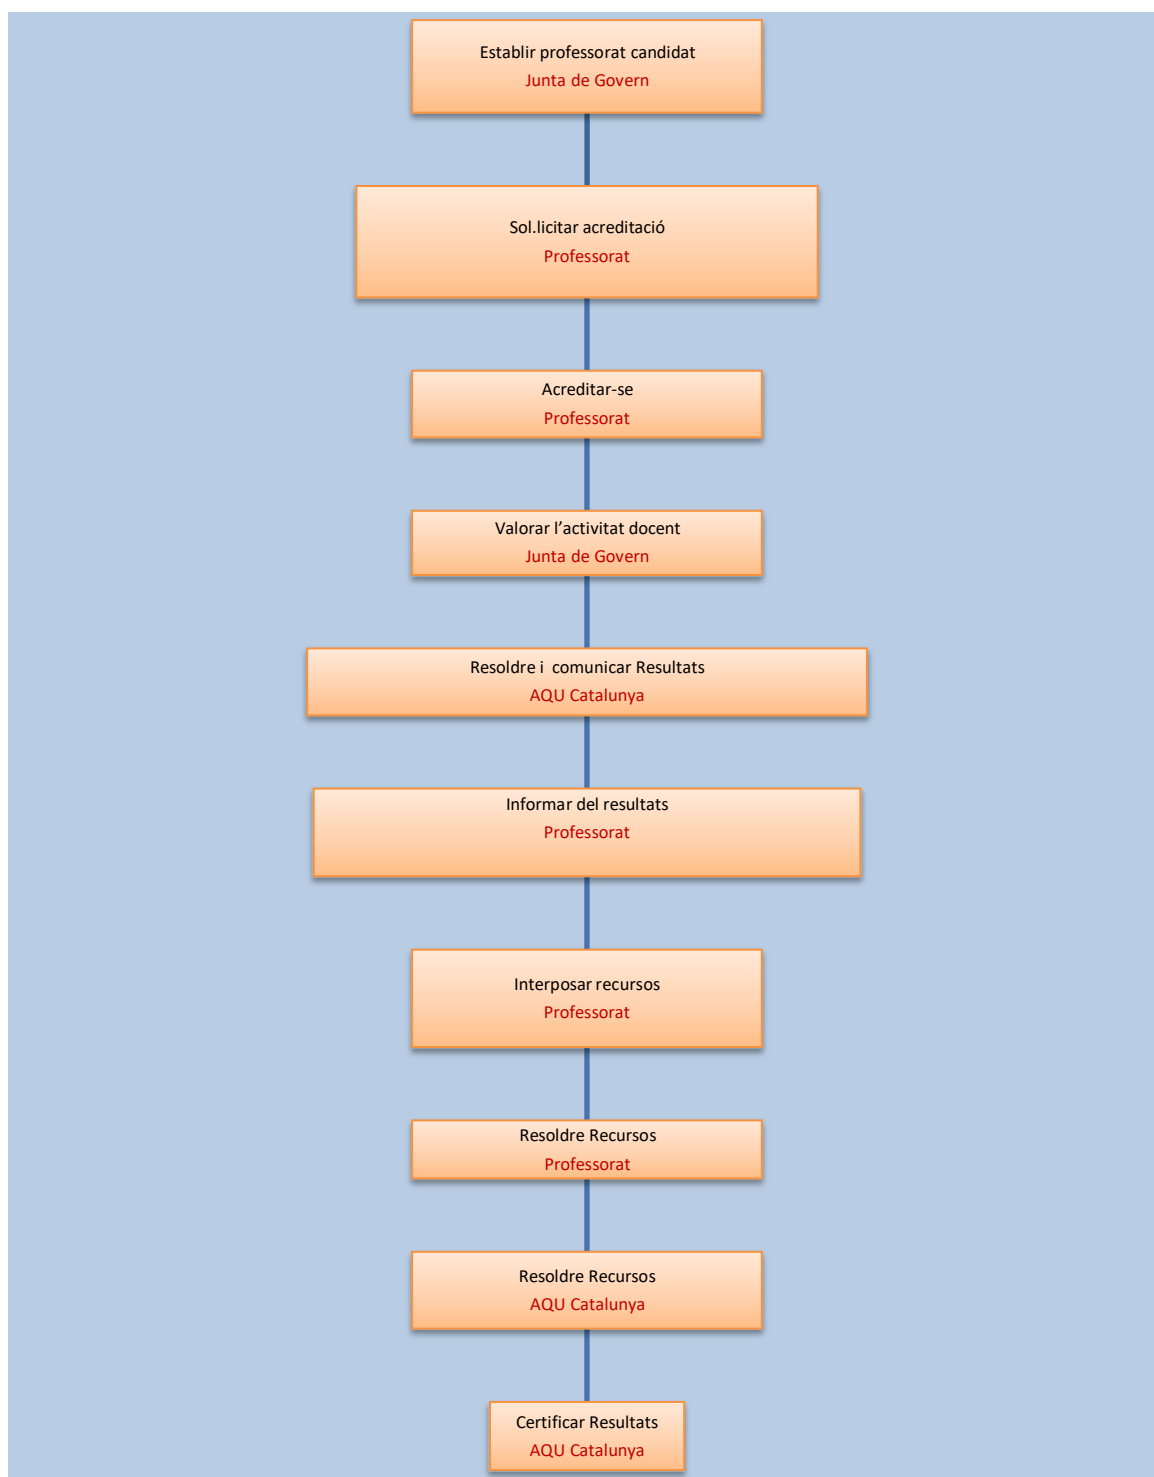 Establir professorat candidat
Junta de Govern
Sol.licitar acreditació
Professorat
Acreditar-se
Professorat
Valorar l’activitat docent
Junta de Govern
Resoldre i comunicar Resultats
AQU Catalunya
Informar del resultats
Professorat
Interposar recursos
Professorat
Resoldre Recursos
Professorat
Resoldre Recursos
AQU Catalunya
Certificar Resultats
AQU Catalunya